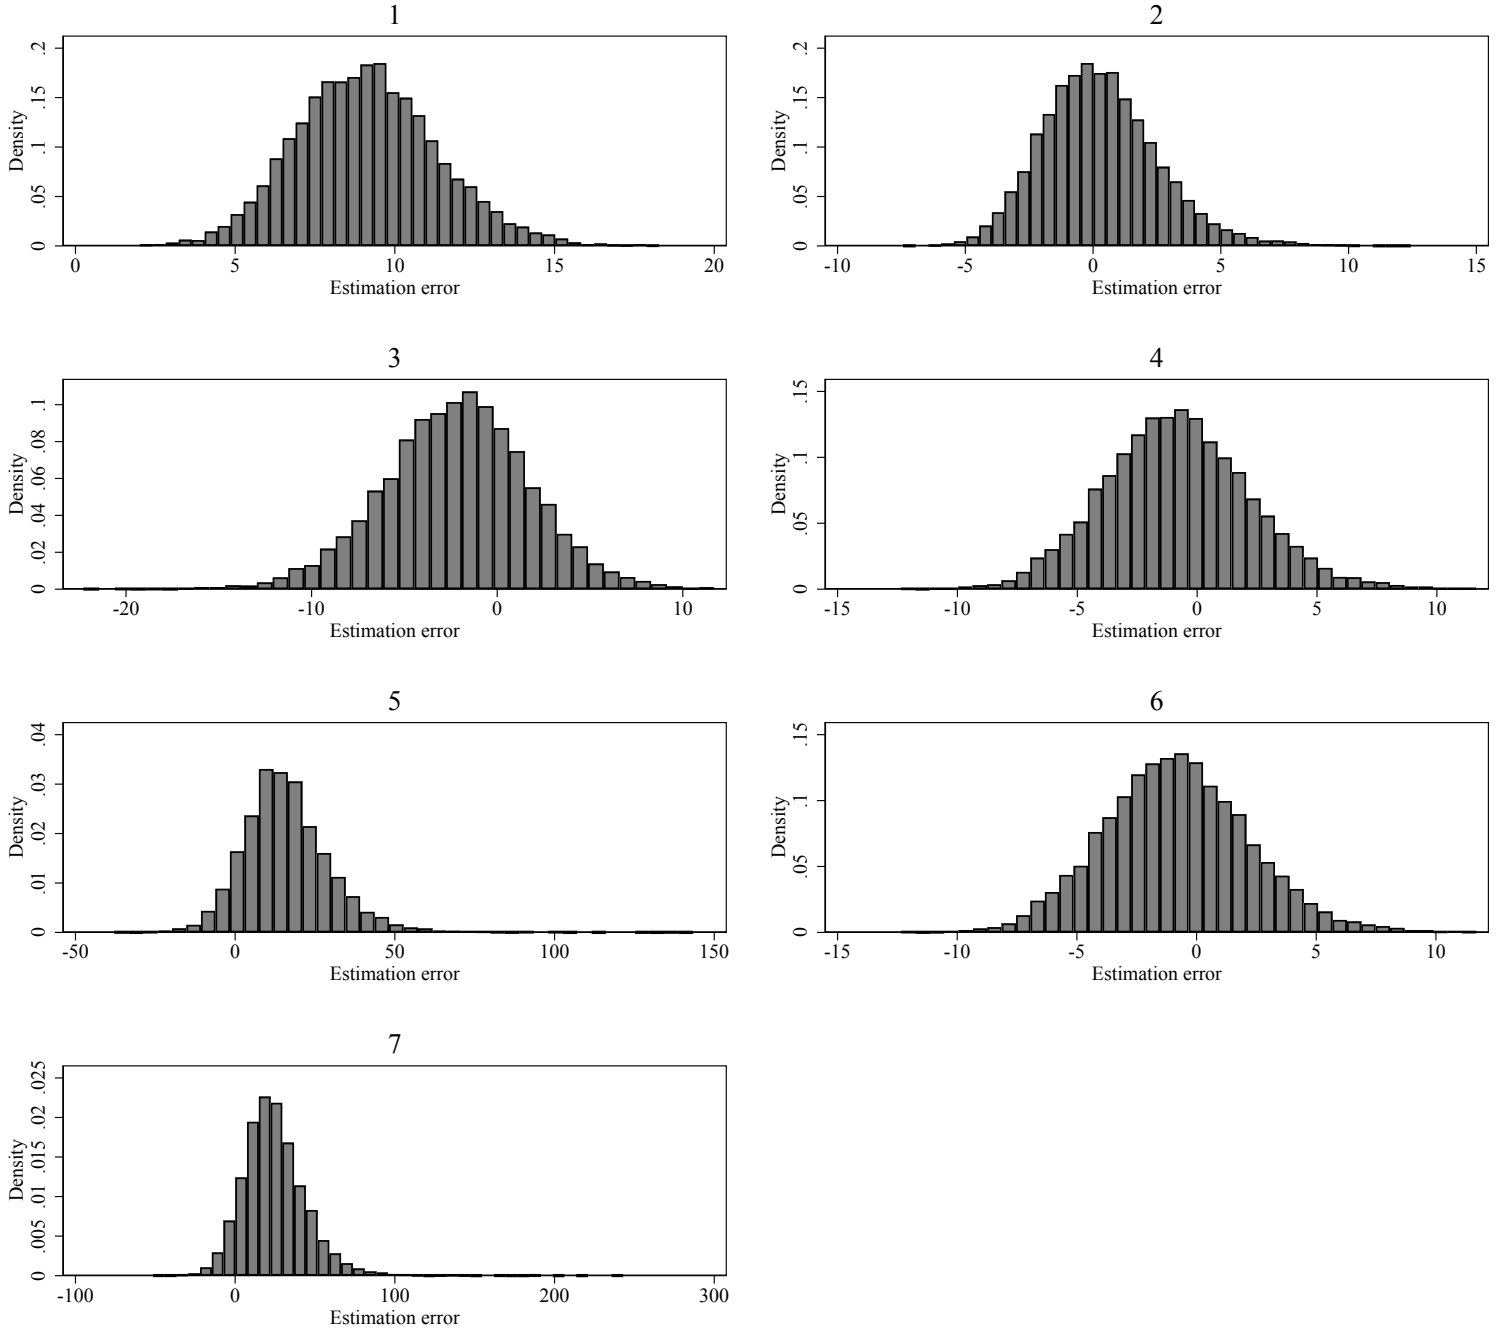 1
Density
0 .05 .1 .15 .2
0 5 10 15 20
Estimation error
2
Density
0 .05 .1 .15 .2
-10 -5 0 5 10 15
Estimation error
3
Density
0 .02 .04 .06 .08 .1
-20 -10 0 10
Estimation error
4
Density
0 .05 .1 .15
-15 -10 -5 0 5 10
Estimation error
5
Density
0 .01 .02 .03 .04
-50 0 50 100 150
Estimation error
6
Density
0 .05 .1 .15
-15 -10 -5 0 5 10
Estimation error
7
Density
0 .005 .01 .015 .02 .025
-100 0 100 200 300
Estimation error